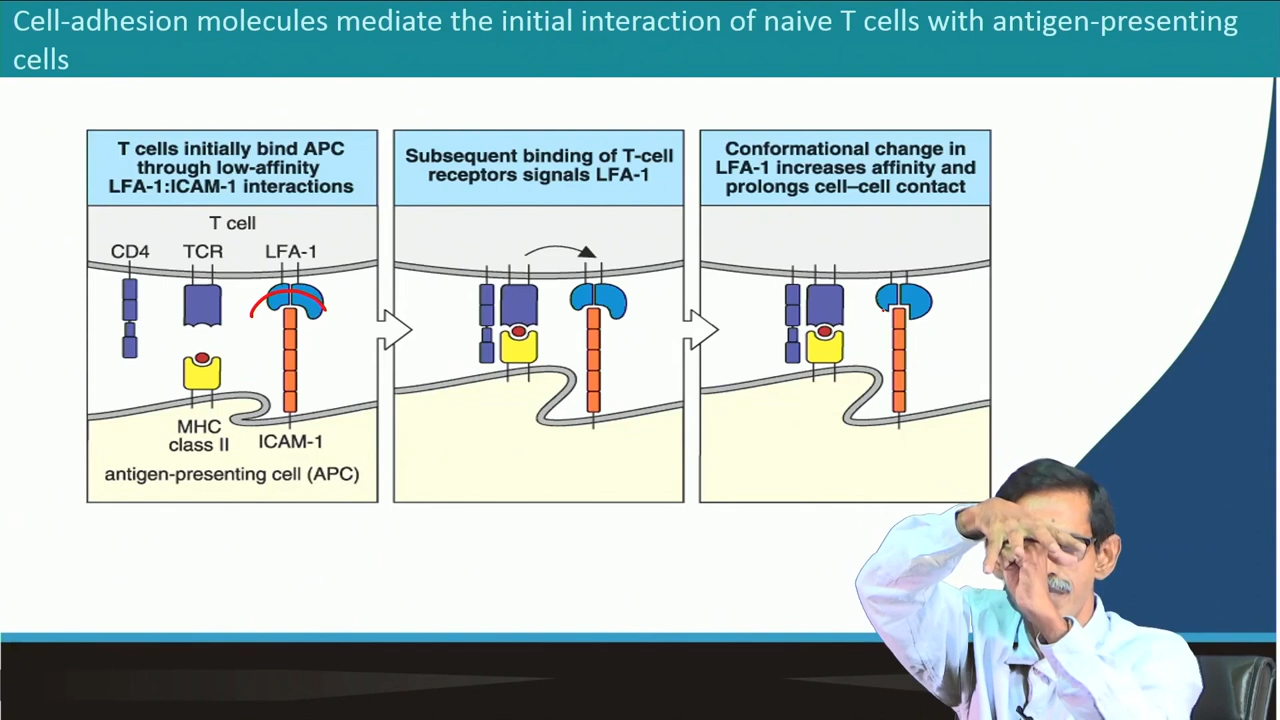 Cell-adhesion molecules mediate the initial interaction of naive T cells with antigen-presenting
cells
T cells initially bind APC
through low-affinity
LFA-1:ICAM-1 interactions
T cell
CD4
TCR
LFA-1
MHC
class II
ICAM-1
antigen-presenting cell (APC)
Subsequent binding of T-cell
receptors signals LFA-1
Conformational change in
LFA-1 increases affinity and
prolongs cell–cell contact